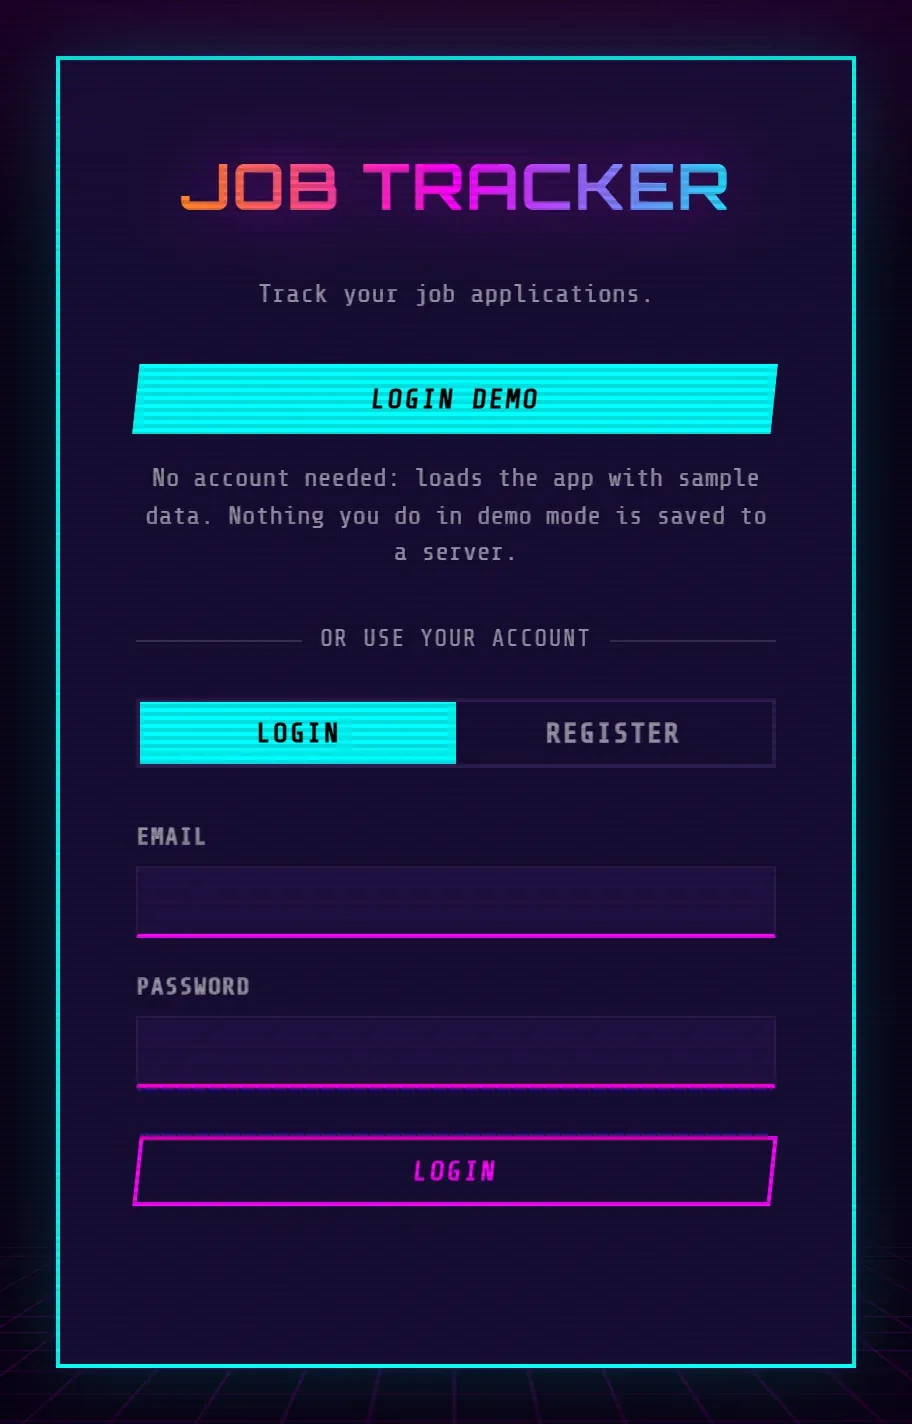 JOB TRACKER
Track your job applications.
LOGIN DEMO
No account needed: loads the app with sample
data. Nothing you do in demo mode is saved to
a server.
OR USE YOUR ACCOUNT
LOGIN REGISTER
EMAIL
PASSWORD
LOGIN